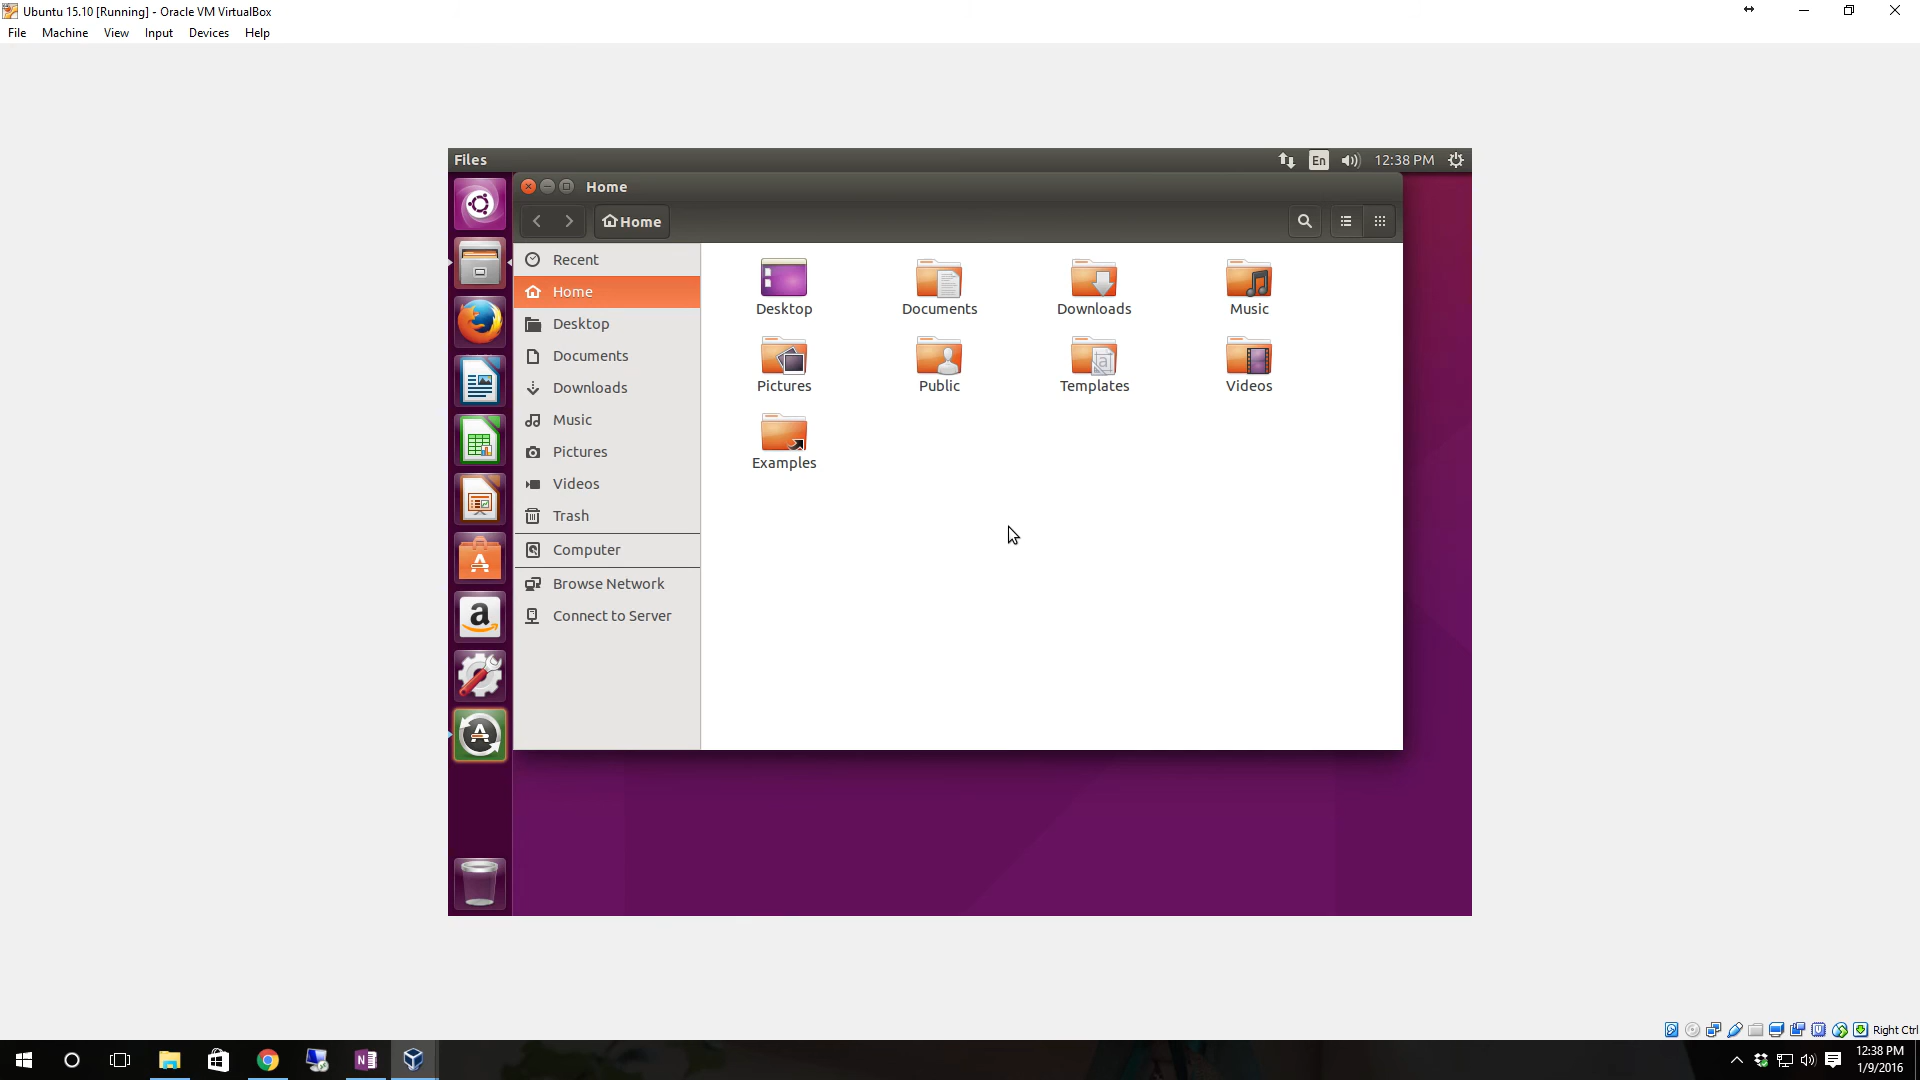 Ubuntu 15.10 [Running] - Oracle VM VirtualBox
File Machine View Input Devices Help
Files
En
12:38 PM
Home
Home
Recent
Home
Desktop
Documents
Downloads
Music
Pictures
Videos
Trash
Computer
Browse Network
Connect to Server
Desktop
Documents
Downloads
Music
Pictures
Public
Templates
Videos
Examples
Right Ctrl
12:38 PM
1/9/2016